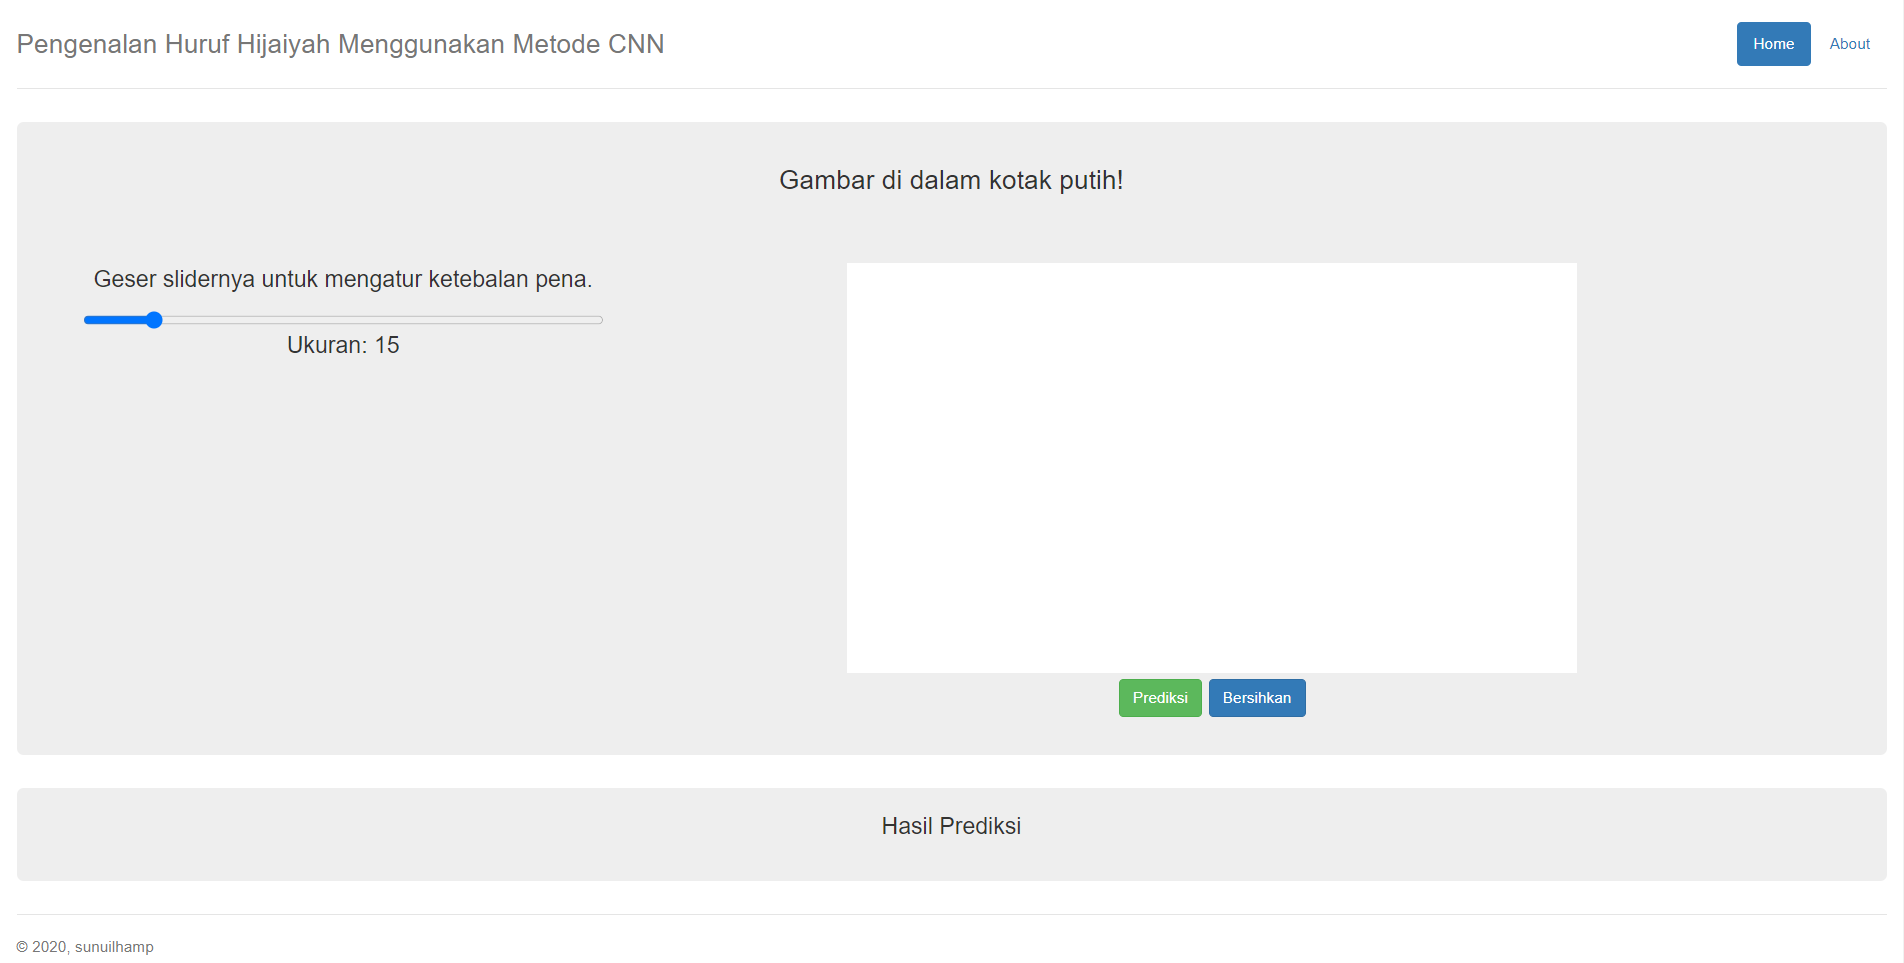 Pengenalan Huruf Hijaiyah Menggunakan Metode CNN
Home
About
Gambar di dalam kotak putih!
Geser slidernya untuk mengatur ketebalan pena.
Ukuran: 15
Prediksi
Bersihkan
Hasil Prediksi
© 2020, sunuilhamp